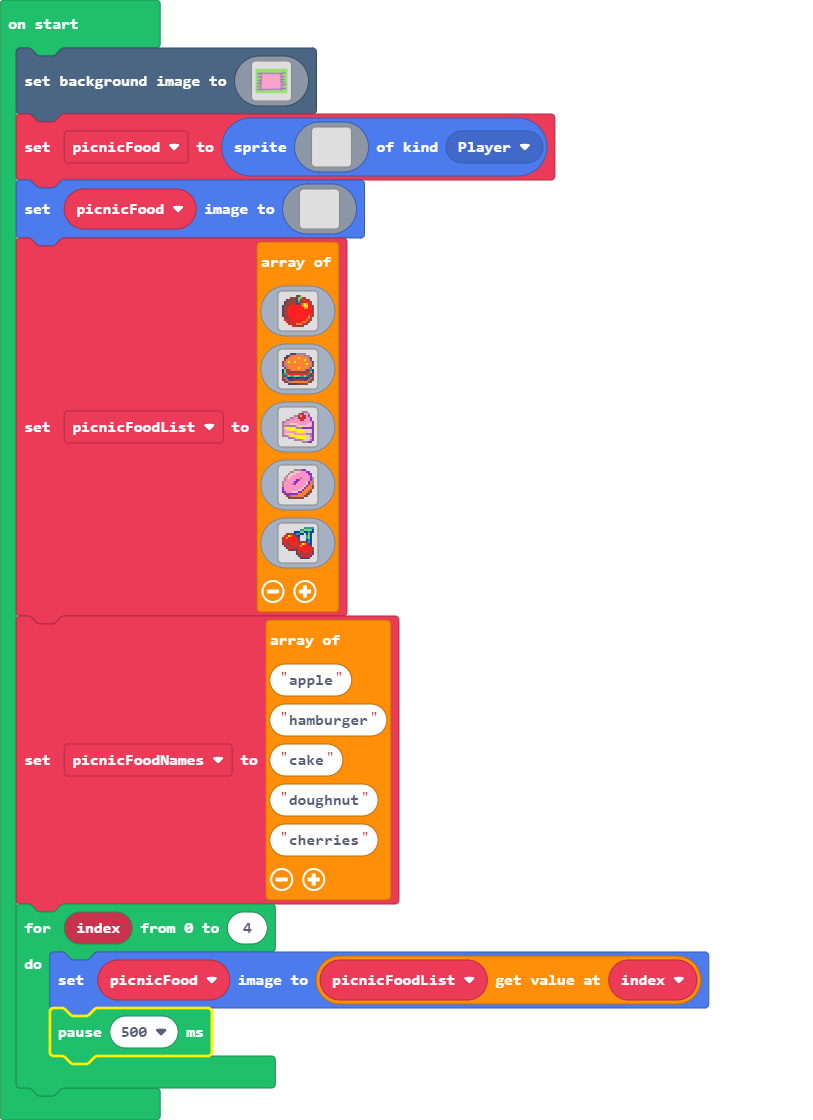 on start
set background image to
set picnicFood to sprite of kind Player
set picnicFood image to
array of
set picnicFoodList to
array of
"apple"
"hamburger"
set picnicFoodNames to "cake"
"doughnut"
"cherries"
for index from 0 to 4
do
set picnicFood image to picnicFoodList get value at index
pause 500 ms